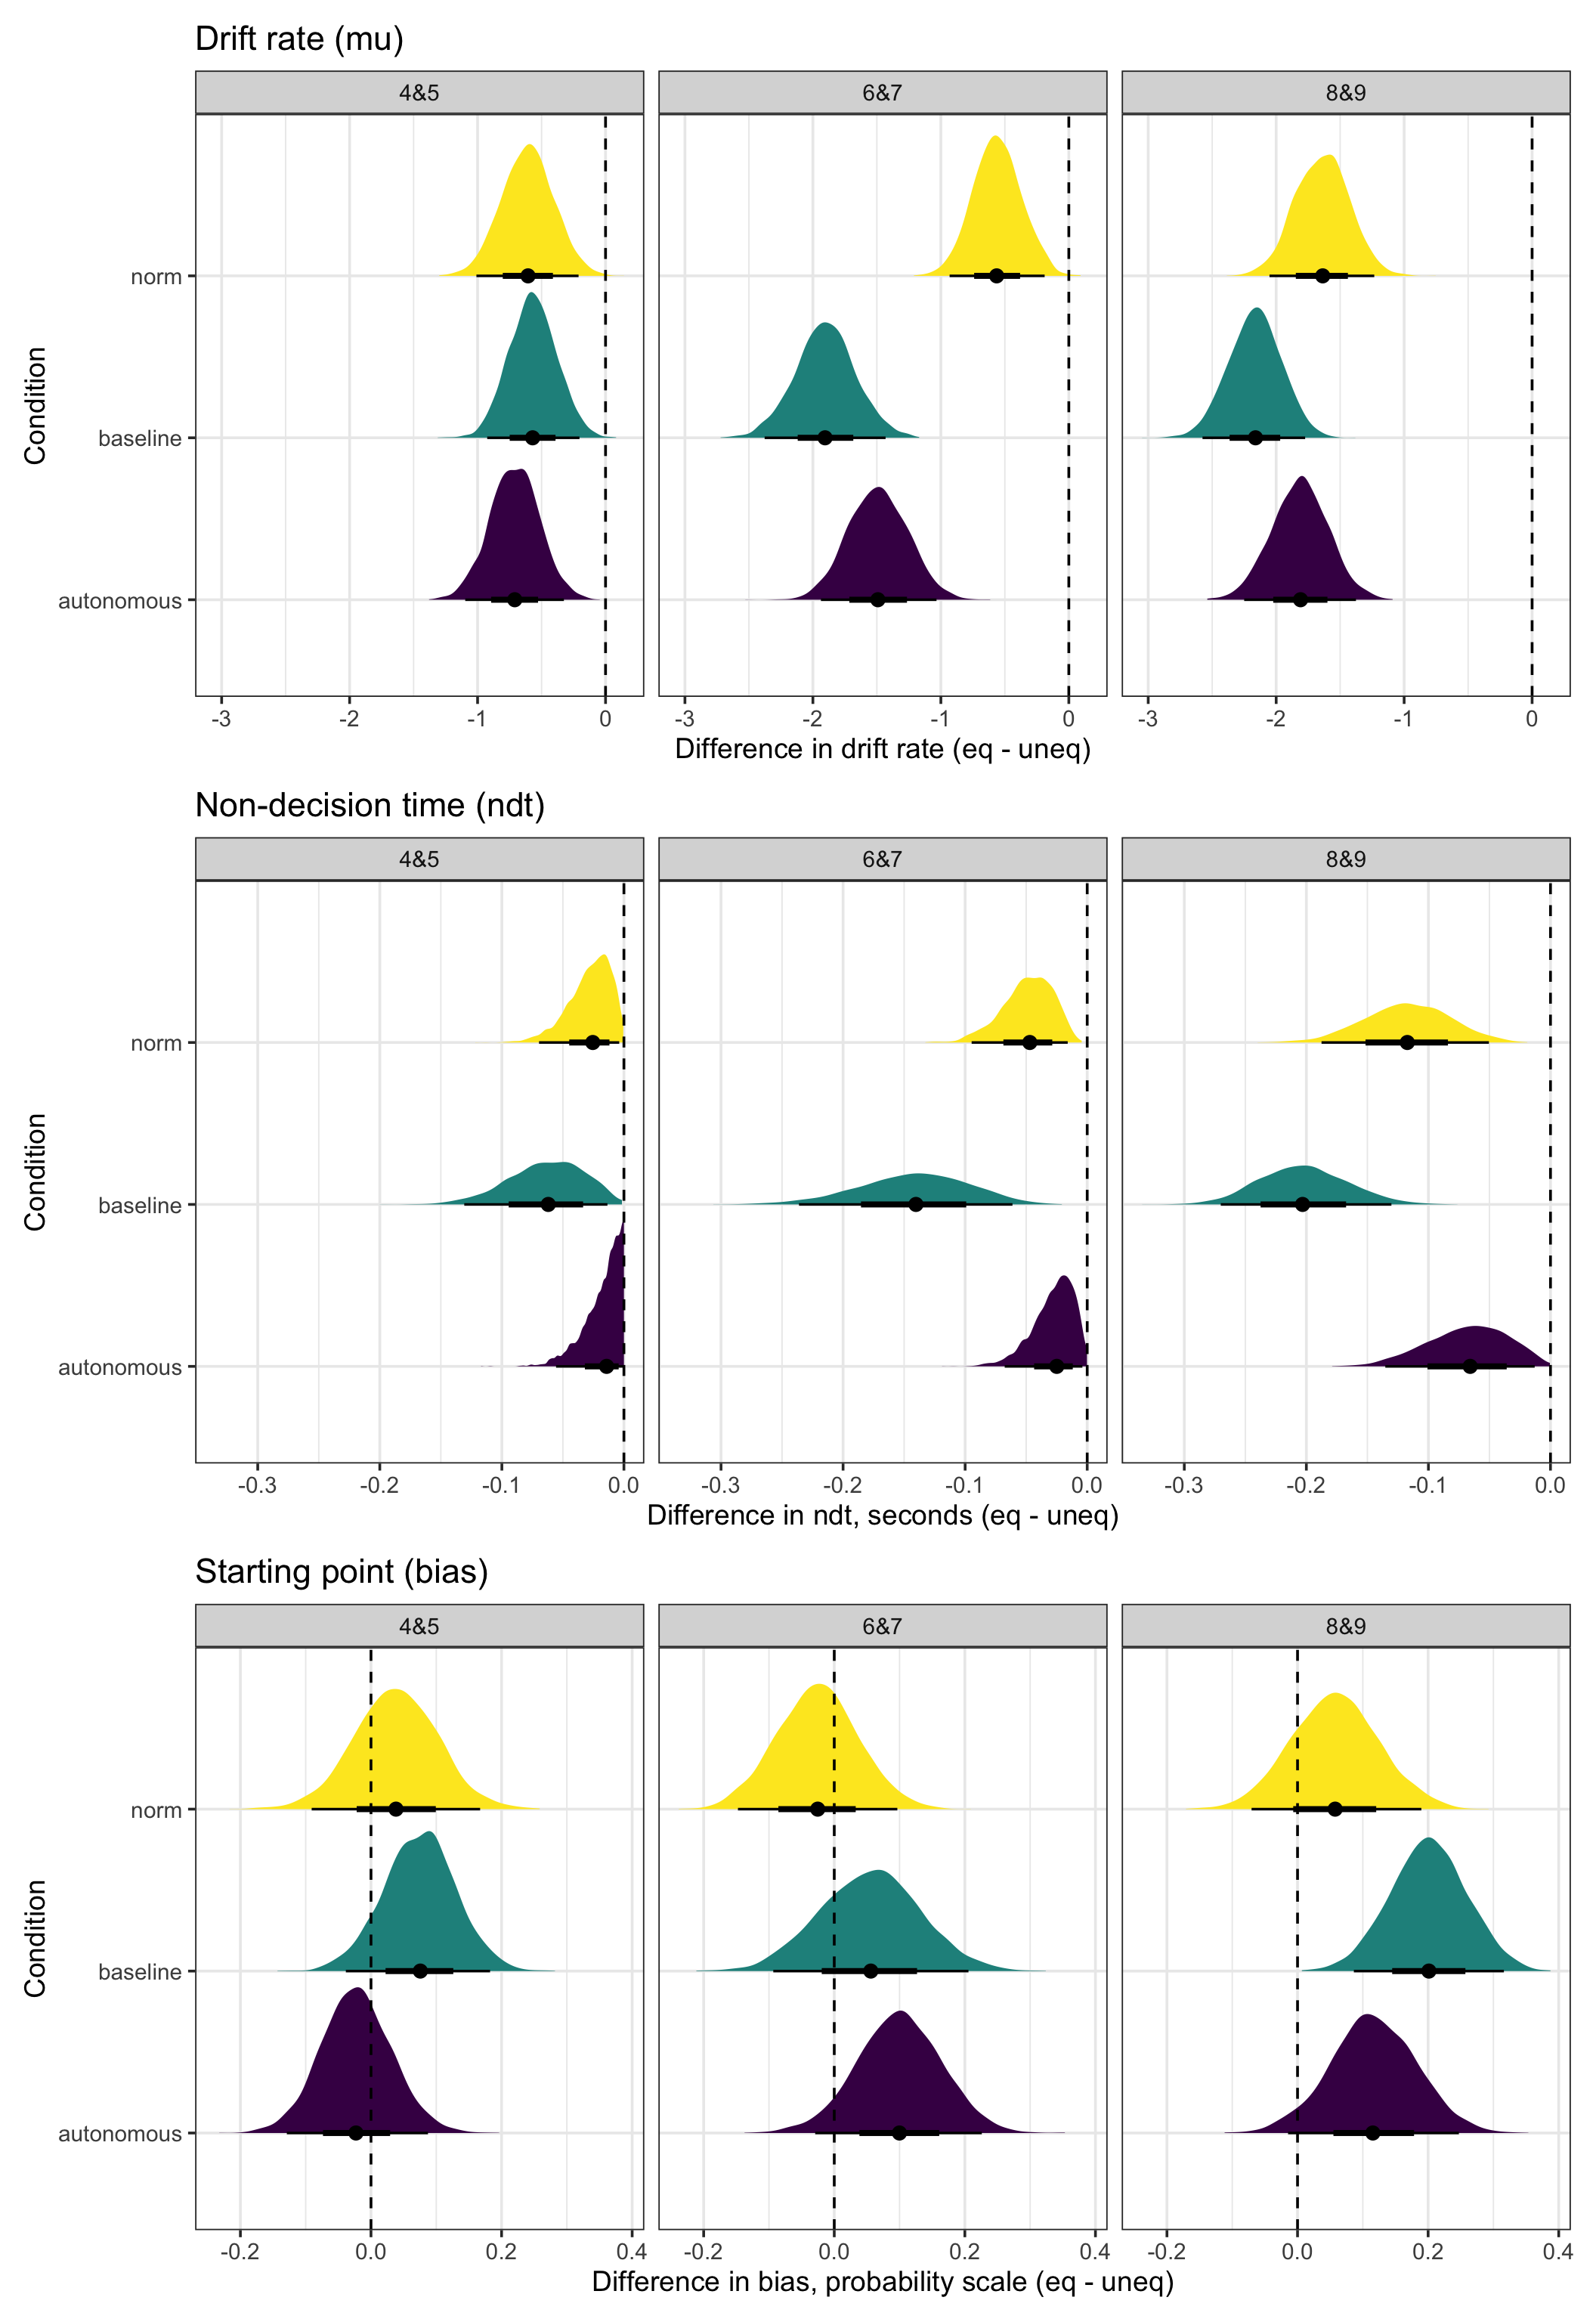 Drift rate (mu)
4&5 6&7 8&9
norm
baseline
autonomous
Condition
-3 -2 -1 0 -3 -2 -1 0 -3 -2 -1 0
Difference in drift rate (eq - uneq)
Non-decision time (ndt)
4&5 6&7 8&9
norm
baseline
autonomous
Condition
-0.3 -0.2 -0.1 0.0 -0.3 -0.2 -0.1 0.0 -0.3 -0.2 -0.1 0.0
Difference in ndt, seconds (eq - uneq)
Starting point (bias)
4&5 6&7 8&9
norm
baseline
autonomous
Condition
-0.2 0.0 0.2 0.4 -0.2 0.0 0.2 0.4 -0.2 0.0 0.2 0.4
Difference in bias, probability scale (eq - uneq)